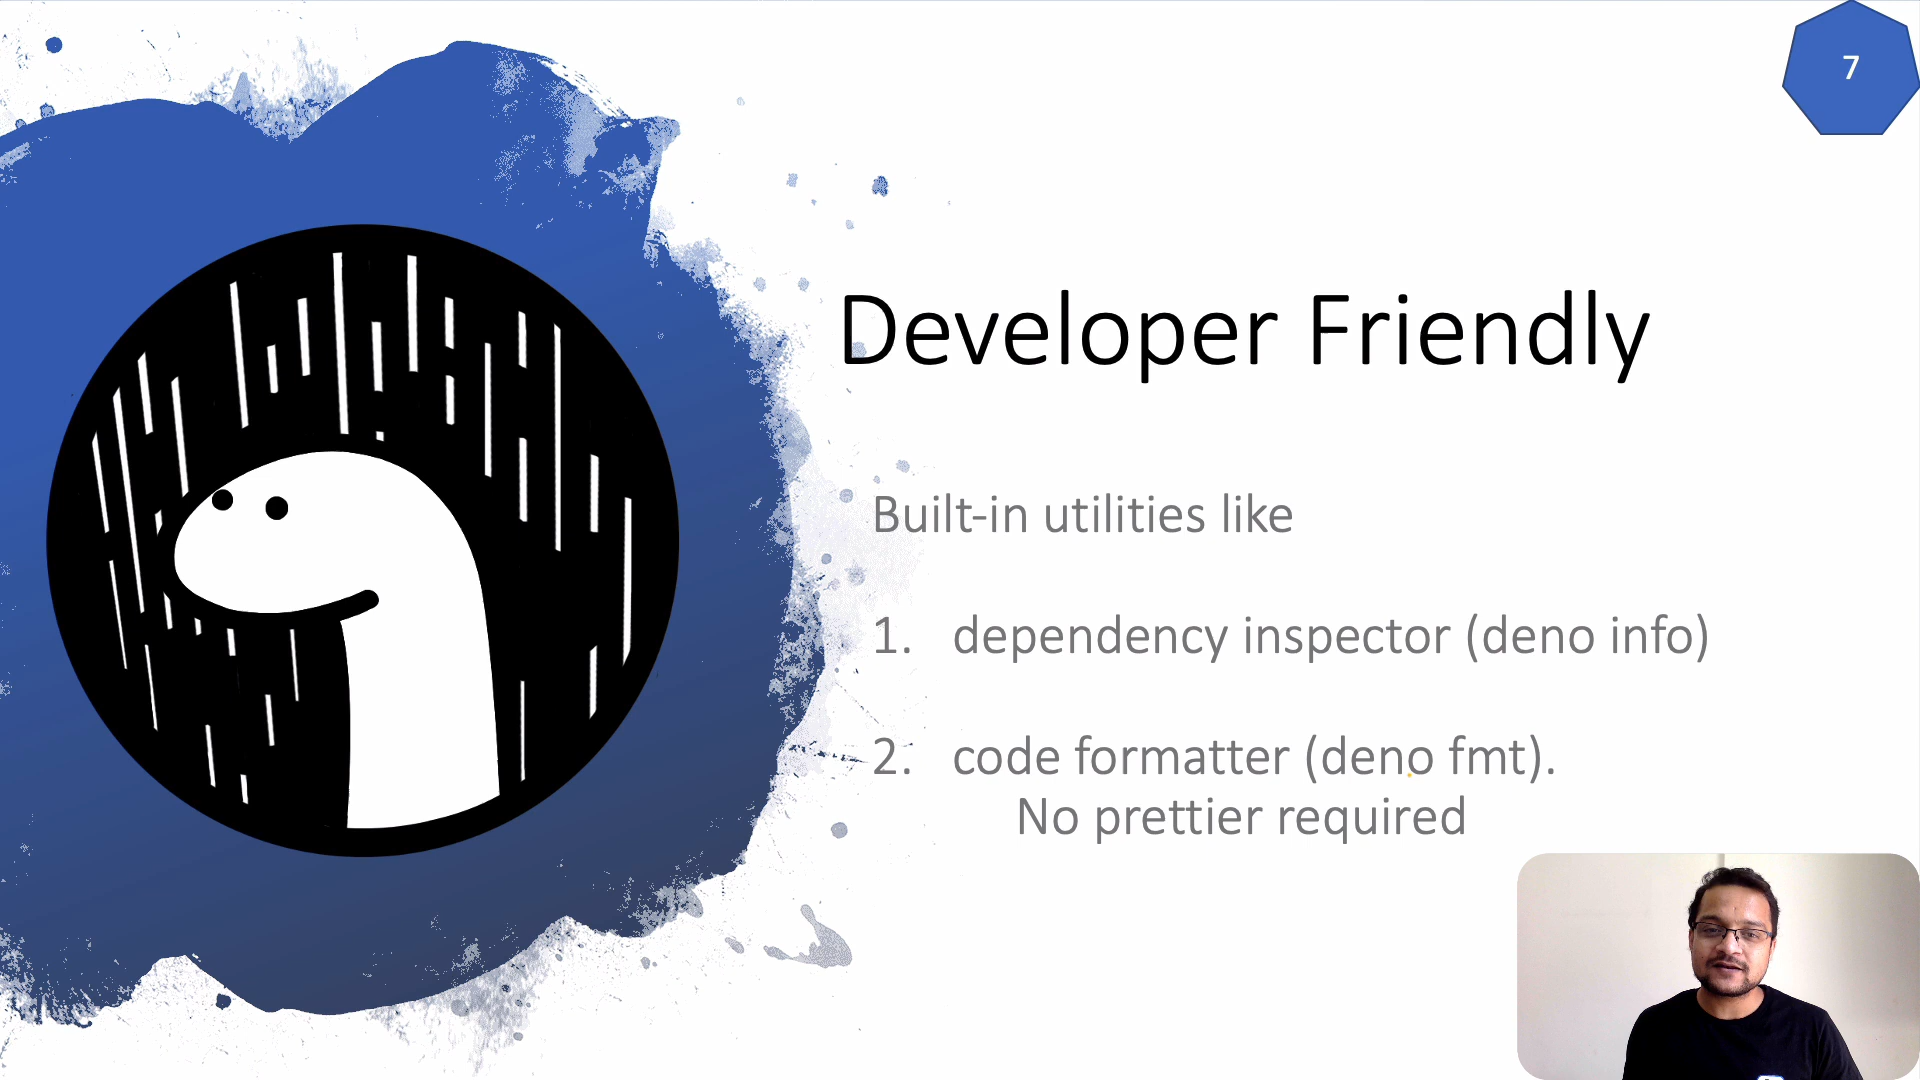 7
Developer Friendly
Built-in utilities like
1. dependency inspector (deno info)
2. code formatter (deno fmt).
No prettier required